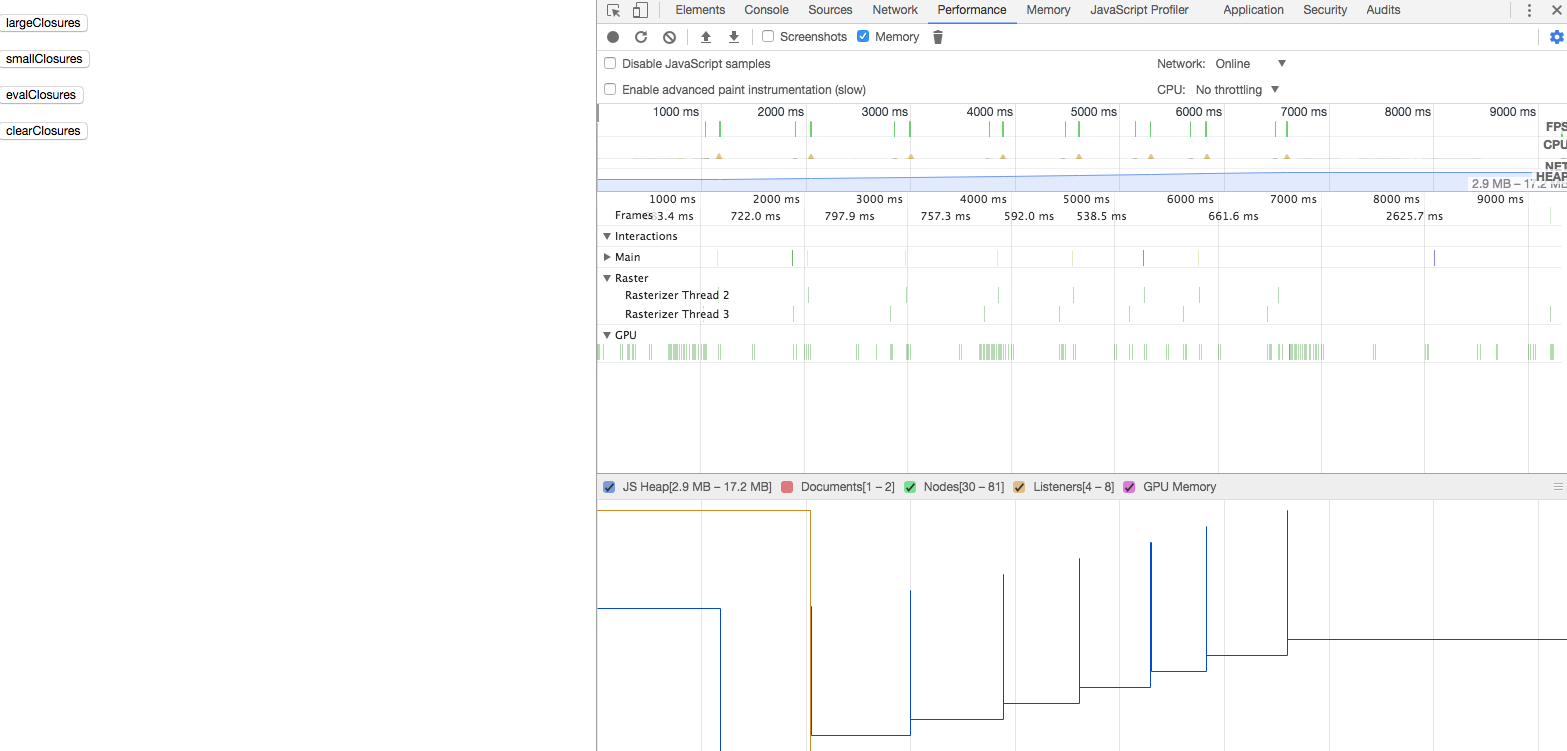 largeClosures
smallClosures
evalClosures
clearClosures
Elements Console Sources Network Performance Memory JavaScript Profiler Application Security Audits
Screenshots Memory
Disable JavaScript samples Network: Online
Enable advanced paint instrumentation (slow) CPU: No throttling
1000 ms 2000 ms 3000 ms 4000 ms 5000 ms 6000 ms 7000 ms 8000 ms 9000 ms
FPS
CPU
NET
HEAP
2.9 MB – 17.2 MB
1000 ms 2000 ms 3000 ms 4000 ms 5000 ms 6000 ms 7000 ms 8000 ms 9000 ms
Frames 3.4 ms 722.0 ms 797.9 ms 757.3 ms 592.0 ms 538.5 ms 661.6 ms 2625.7 ms
Interactions
Main
Raster
Rasterizer Thread 2
Rasterizer Thread 3
GPU
JS Heap[2.9 MB – 17.2 MB] Documents[1 – 2] Nodes[30 – 81] Listeners[4 – 8] GPU Memory